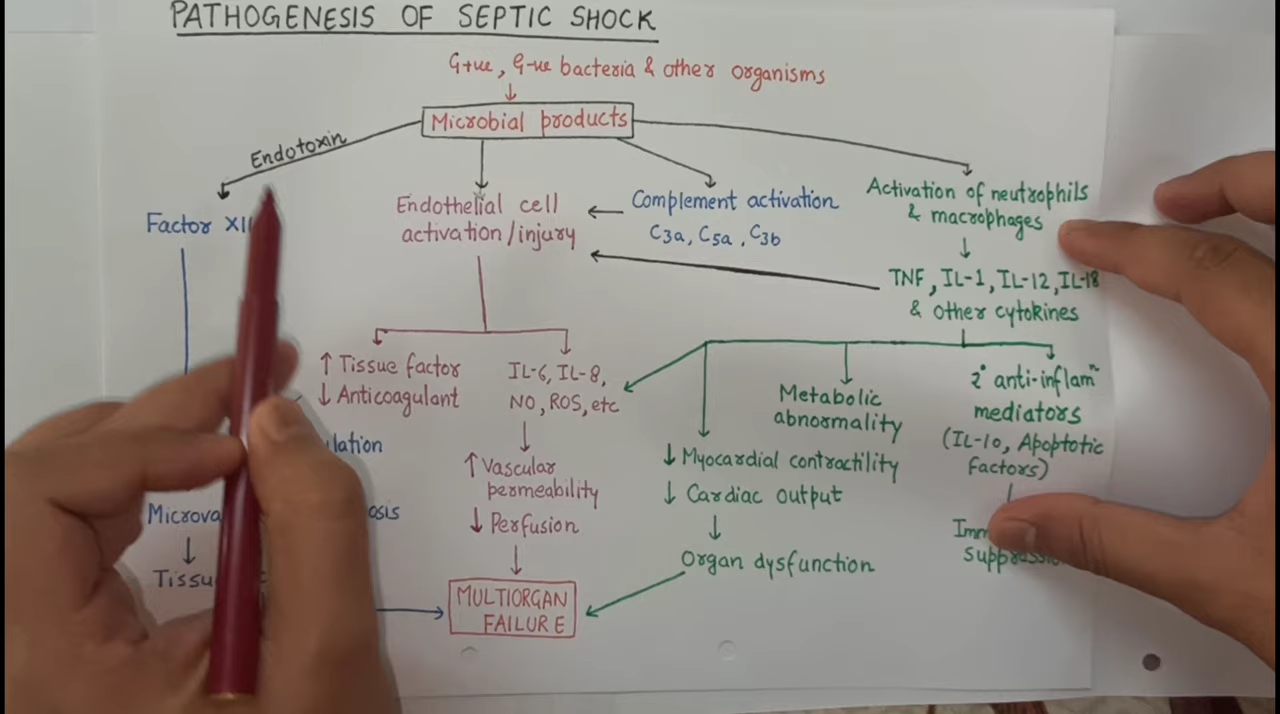 PATHOGENESIS OF SEPTIC SHOCK
G+ve, G-ve bacteria & other organisms
Microbial products
Endotoxin
Factor XII
Endothelial cell
activation/injury
Complement activation
C3a, C5a, C3b
Activation of neutrophils
& macrophages
TNF, IL-1, IL-12, IL-18
& other cytokines
↑ Tissue factor
↓ Anticoagulant
IL-6, IL-8,
NO, ROS, etc
↑ Vascular
permeability
↓ Perfusion
Metabolic
abnormality
↓ Myocardial contractility
↓ Cardiac output
Organ dysfunction
2° anti-inflam~
mediators
(IL-10, Apoptotic
factors)
MULTIORGAN
FAILURE